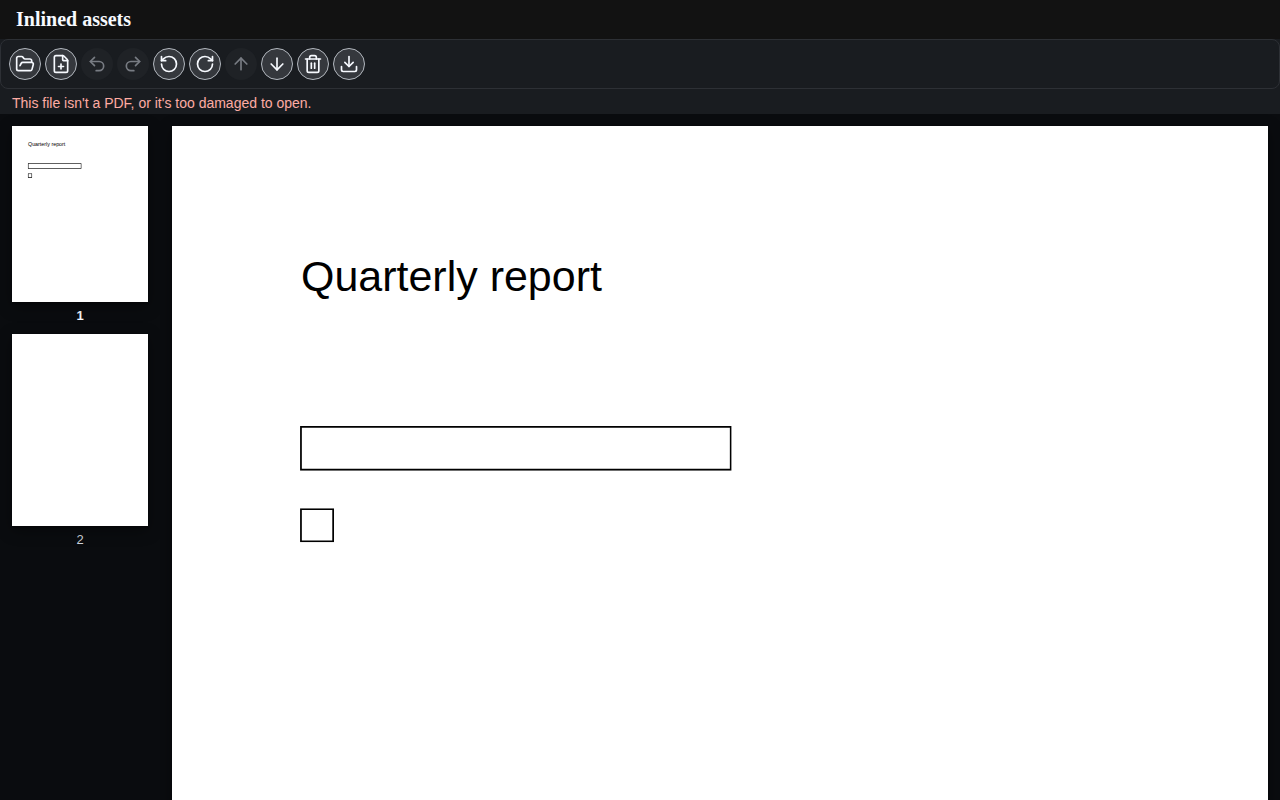 Inlined assets
This file isn't a PDF, or it's too damaged to open.
Quarterly report
1
2
Quarterly report